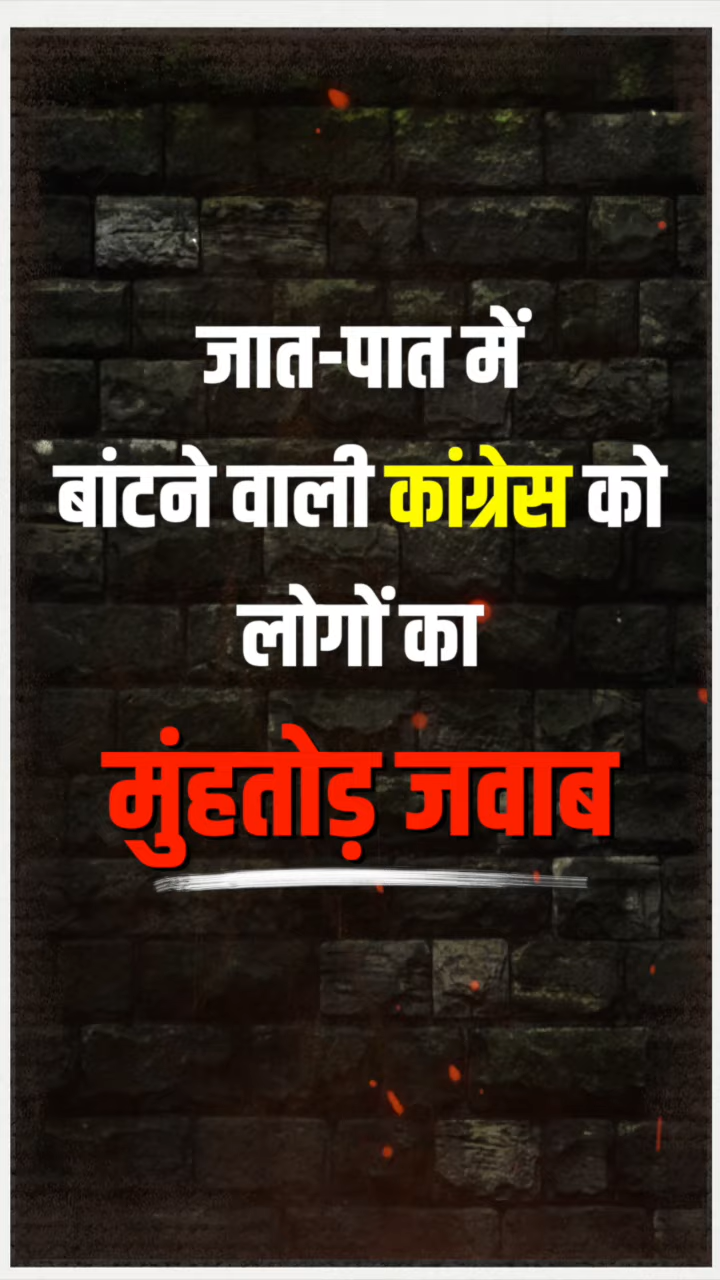 जात-पात में
बांटने वाली कांग्रेस को
लोगों का
मुंहतोड़ जवाब